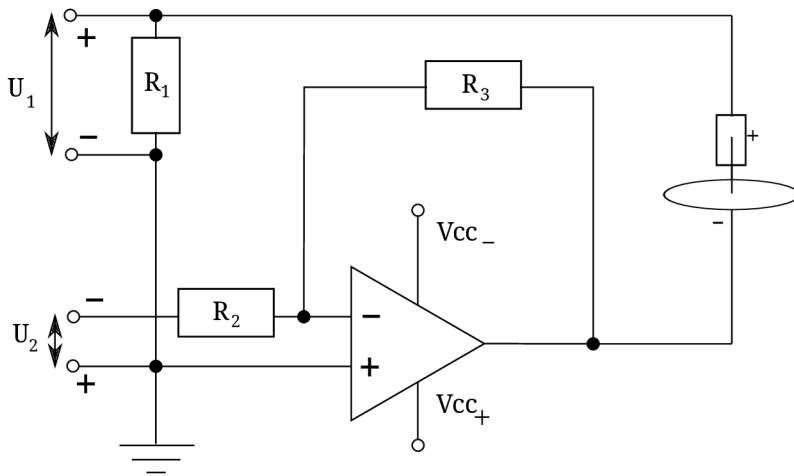 +
R₁
U₁
−
R₃
+
−
Vcc−
−
R₂
−
U₂
+
+
Vcc+